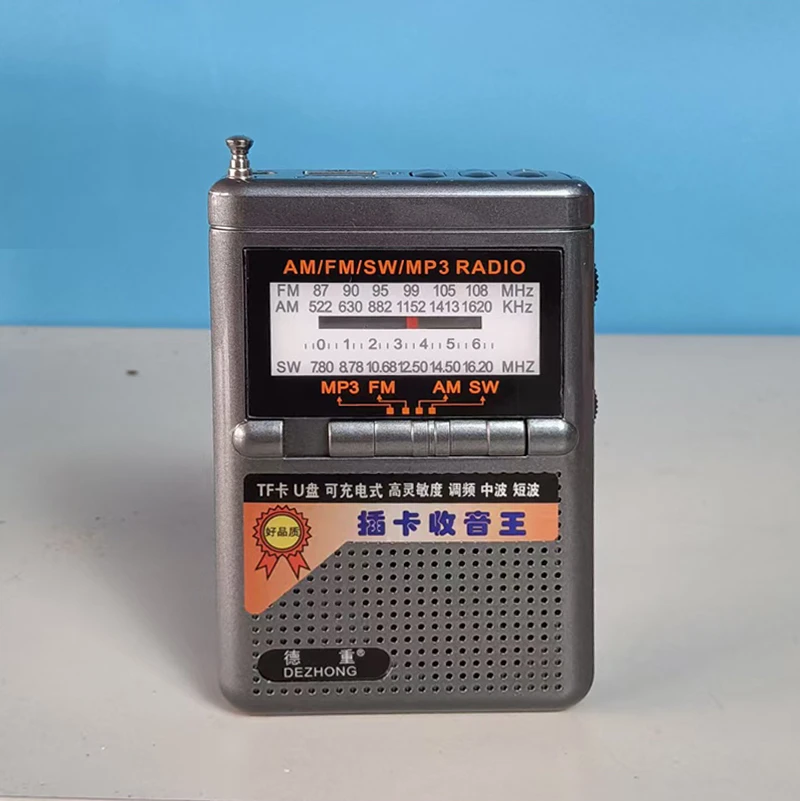 AM/FM/SW/MP3 RADIO
FM 87 90 95 99 105 108 MHz
AM 522 630 882 1152 1413 1620 KHz
0 1 2 3 4 5 6
SW 7.80 8.78 10.68 12.50 14.50 16.20 MHZ
MP3 FM AM SW
TF卡 U盘 可充电式 高灵敏度 调频 中波 短波
好品质
插卡收音王
德重®
DEZHONG